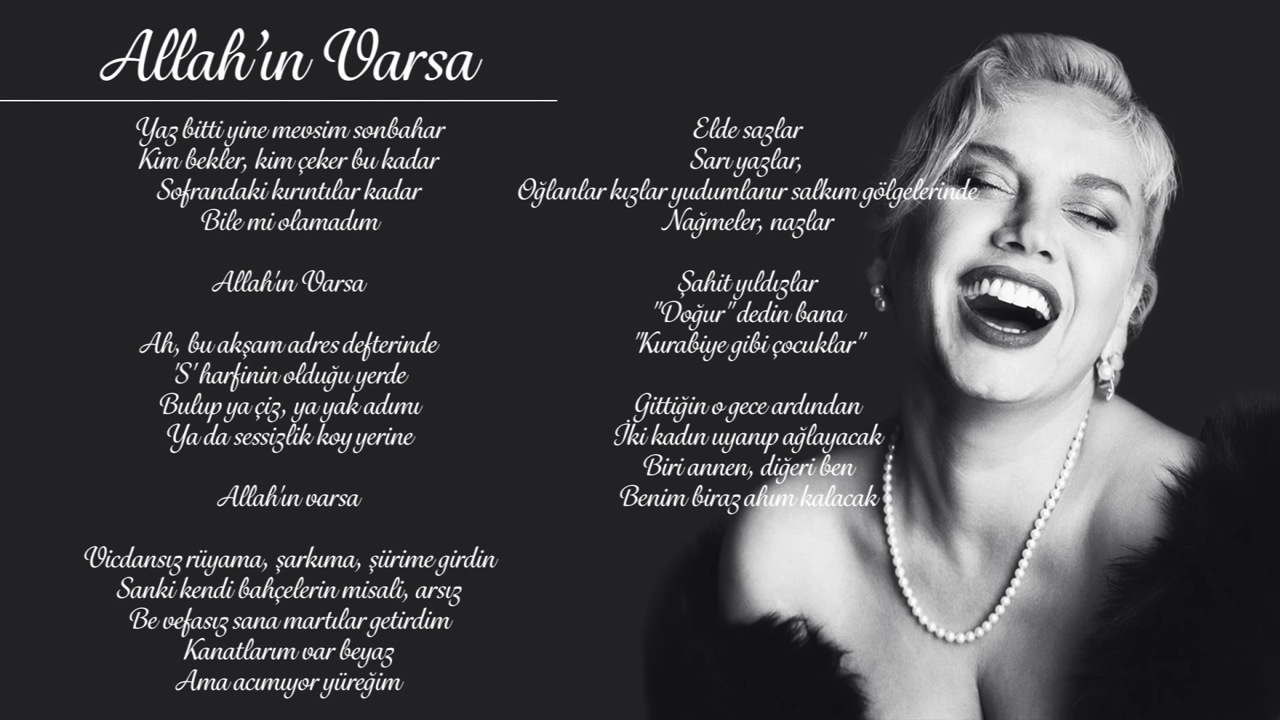 Allah'ın Varsa
Yaz bitti yine mevsim sonbahar
Kim bekler, kim çeker bu kadar
Sofrandaki kırıntılar kadar
Bile mi olamadım
Allah'ın Varsa
Ah, bu akşam adres defterinde
'S' harfinin olduğu yerde
Bulup ya çiz, ya yak adımı
Ya da sessizlik koy yerine
Allah'ın varsa
Vicdansız rüyama, şarkıma, şiirime girdin
Sanki kendi bahçelerin misali, arsız
Be vefasız sana martılar getirdim
Kanatlarım var beyaz
Ama acımıyor yüreğim
Elde sazlar
Sarı yazlar,
Oğlanlar kızlar yudumlanır salkım gölgelerinde
Nağmeler, nazlar
Şahit yıldızlar
"Doğur" dedin bana
"Kurabiye gibi çocuklar"
Gittiğin o gece ardından
İki kadın uyanıp ağlayacak
Biri annen, diğeri ben
Benim biraz ahım kalacak